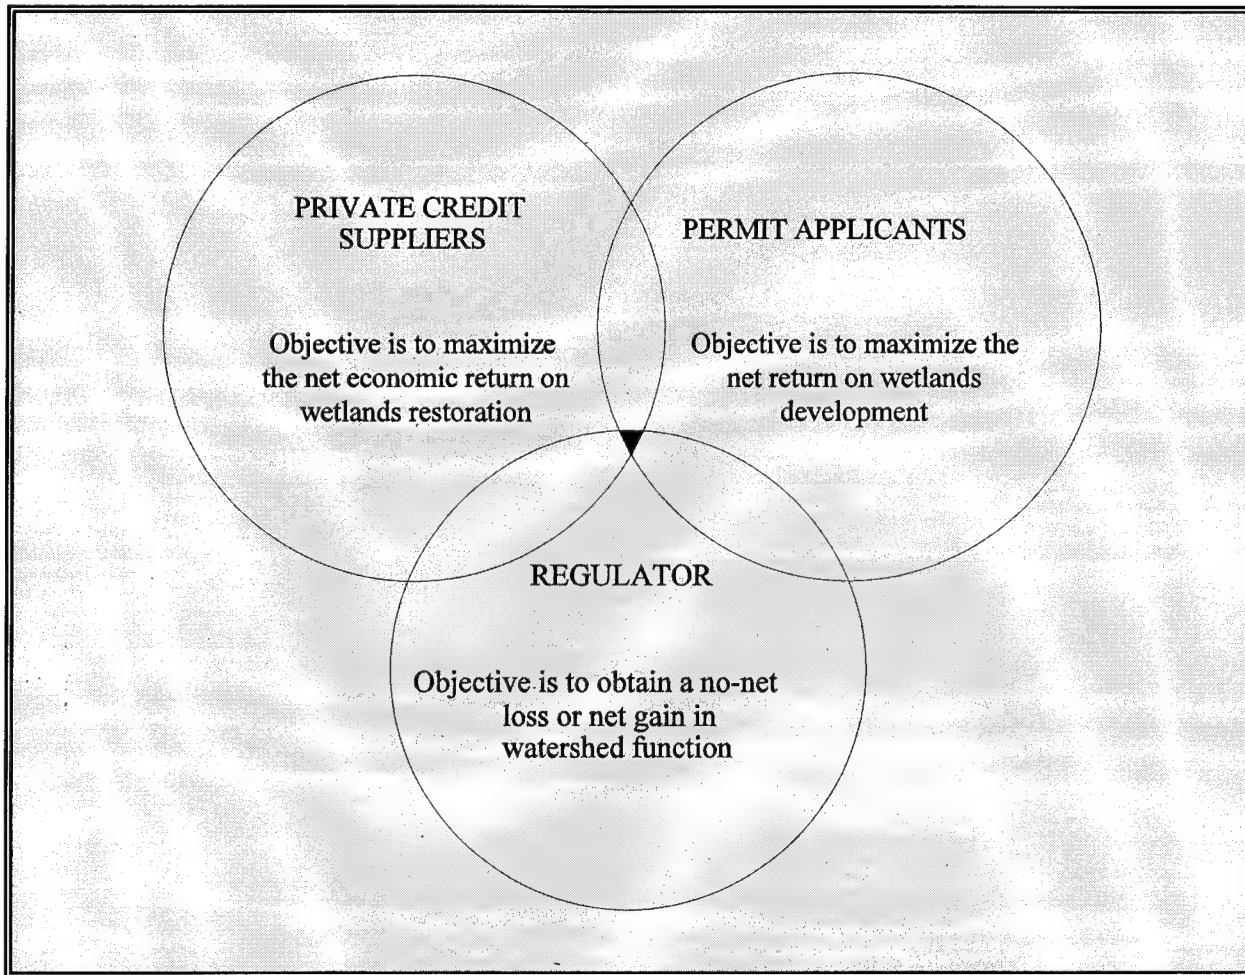 PRIVATE CREDIT
SUPPLIERS
Objective is to maximize
the net economic return on
wetlands restoration
PERMIT APPLICANTS
Objective is to maximize the
net return on wetlands
development
REGULATOR
Objective is to obtain a no-net
loss or net gain in
watershed function